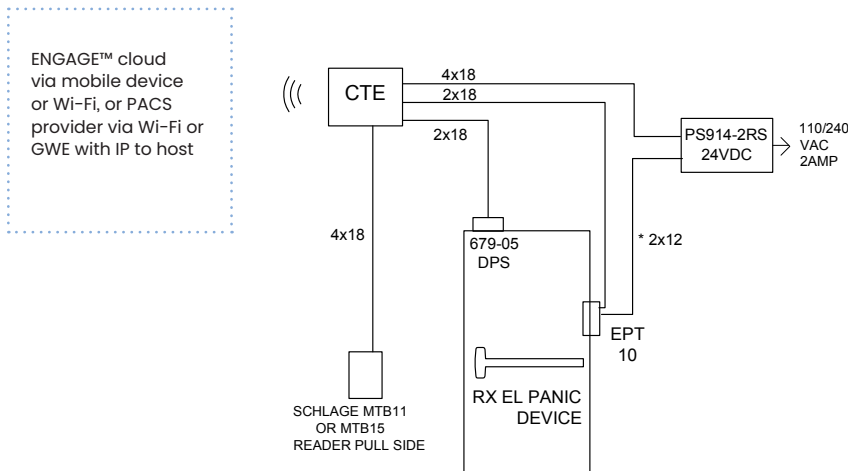 ENGAGE™ cloud
via mobile device
or Wi-Fi, or PACS
provider via Wi-Fi or
GWE with IP to host
CTE
4x18
2x18
2x18
PS914-2RS
24VDC
110/240
VAC
2AMP
4x18
679-05
DPS
* 2x12
EPT
10
RX EL PANIC
DEVICE
SCHLAGE MTB11
OR MTB15
READER PULL SIDE